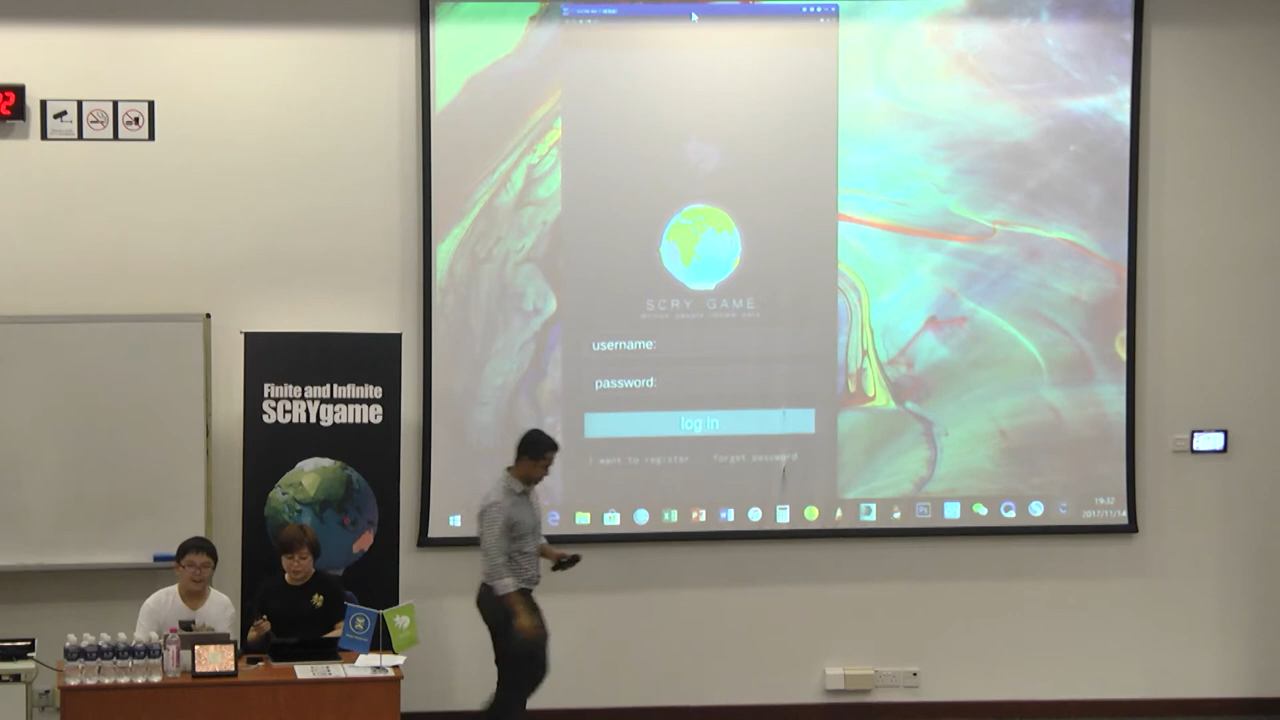 2
Finite and Infinite
SCRYgame
SCRY GAME
username:
password:
log in
I want to register
forget password
19:32
2017/11/14